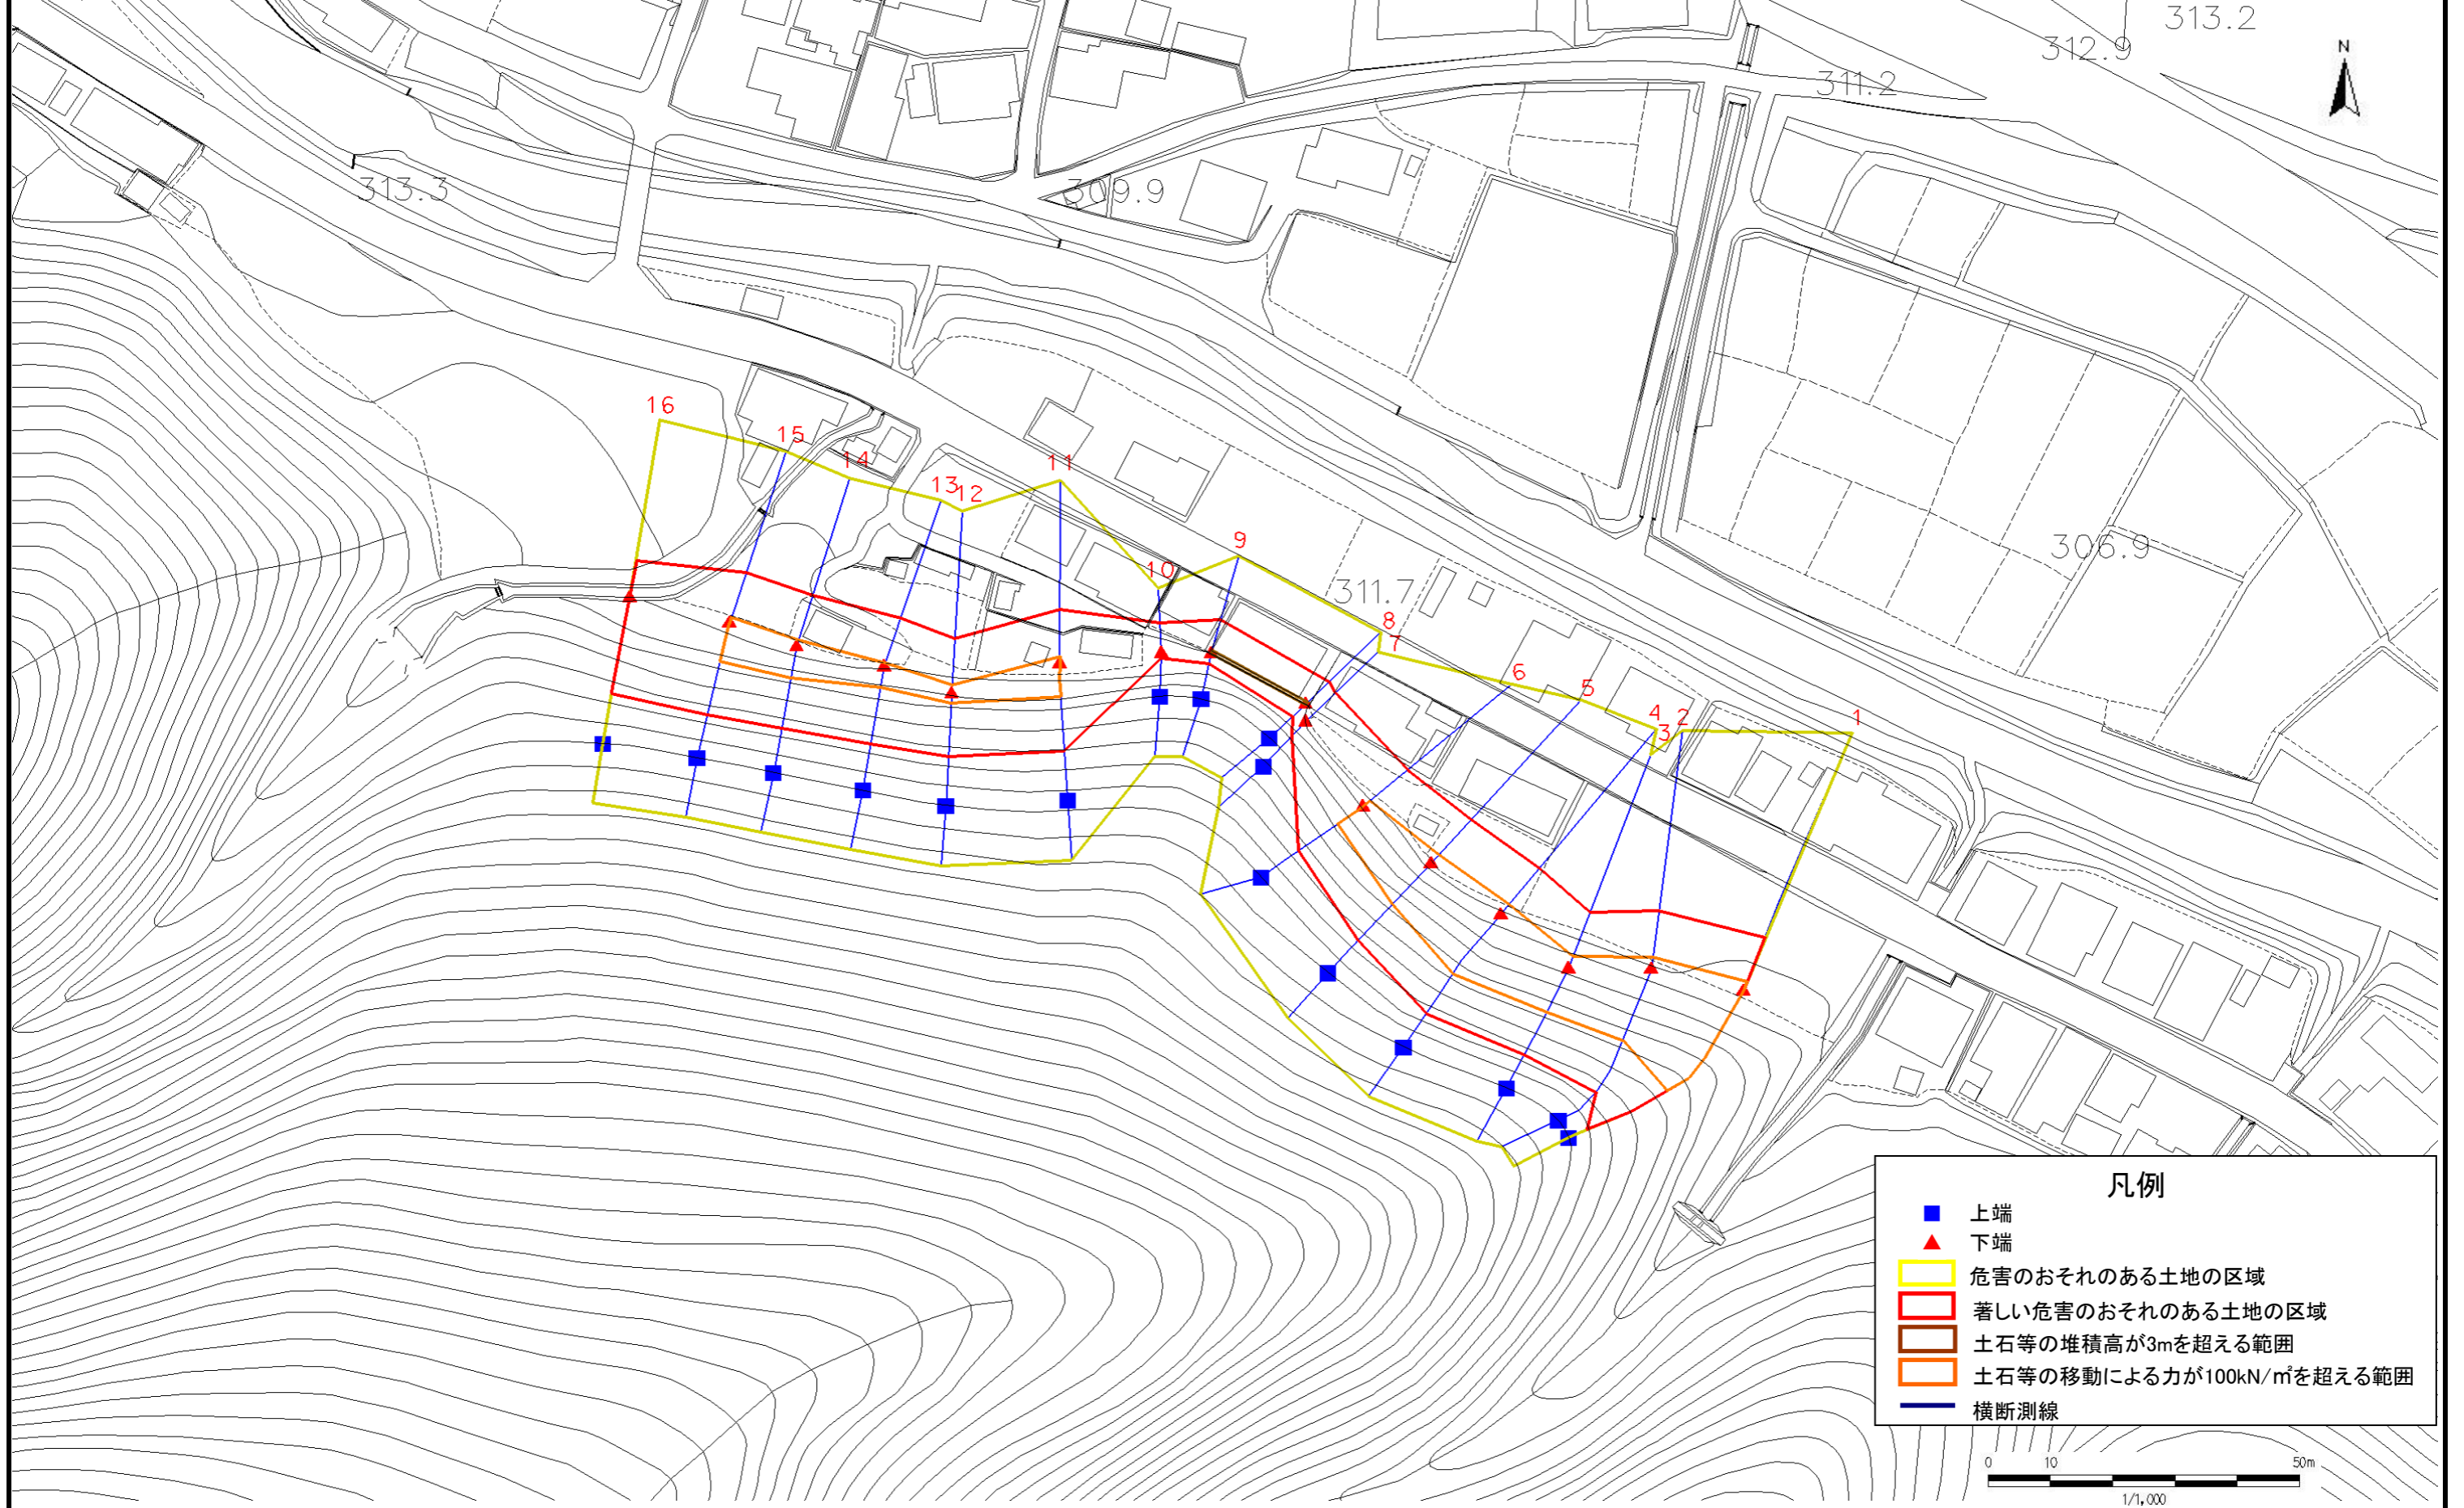 313.2
312.9
N
311.2
313.3
309.9
16
15
14
11
13
12
9
306.9
10
311.7
8
7
6
5
4
2
1
3
凡例
上端
下端
危害のおそれのある土地の区域
著しい危害のおそれのある土地の区域
土石等の堆積高が3mを超える範囲
土石等の移動による力が100kN/㎡を超える範囲
横断測線
0 10 50m
1/1,000